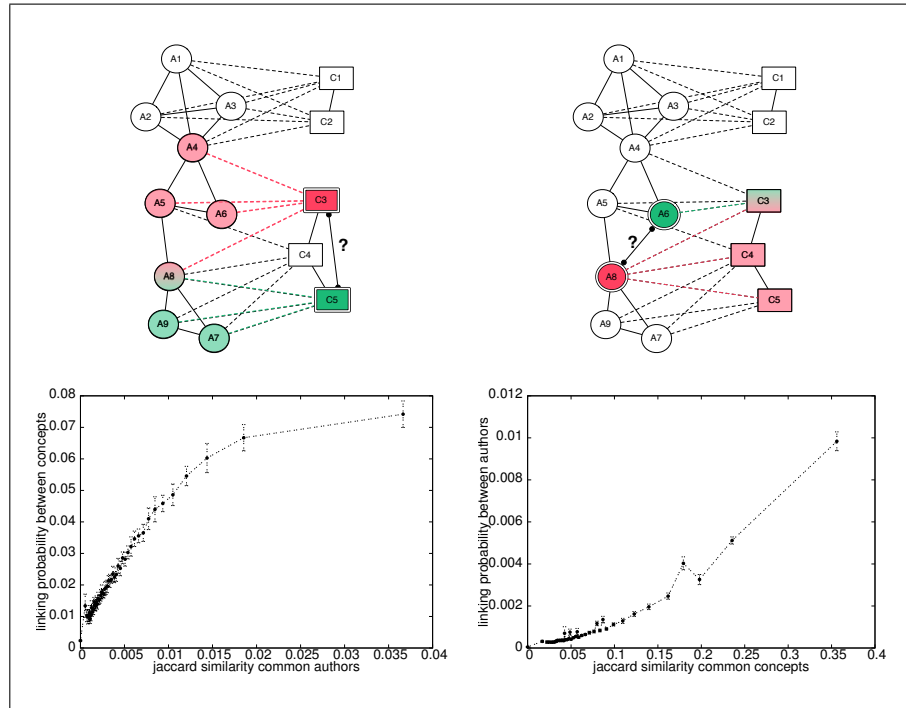 A1
C1
A2
A3
C2
A4
A5
A6
C3
?
C4
A8
C5
A9
A7
A1
C1
A2
A3
C2
A4
A5
A6
C3
?
C4
A8
C5
A9
A7
0.08
0.07
0.06
0.05
0.04
0.03
0.02
0.01
0
linking probability between concepts
0 0.005 0.01 0.015 0.02 0.025 0.03 0.035 0.04
jaccard similarity common authors
0.012
0.01
0.008
0.006
0.004
0.002
0
linking probability between authors
0 0.05 0.1 0.15 0.2 0.25 0.3 0.35 0.4
jaccard similarity common concepts